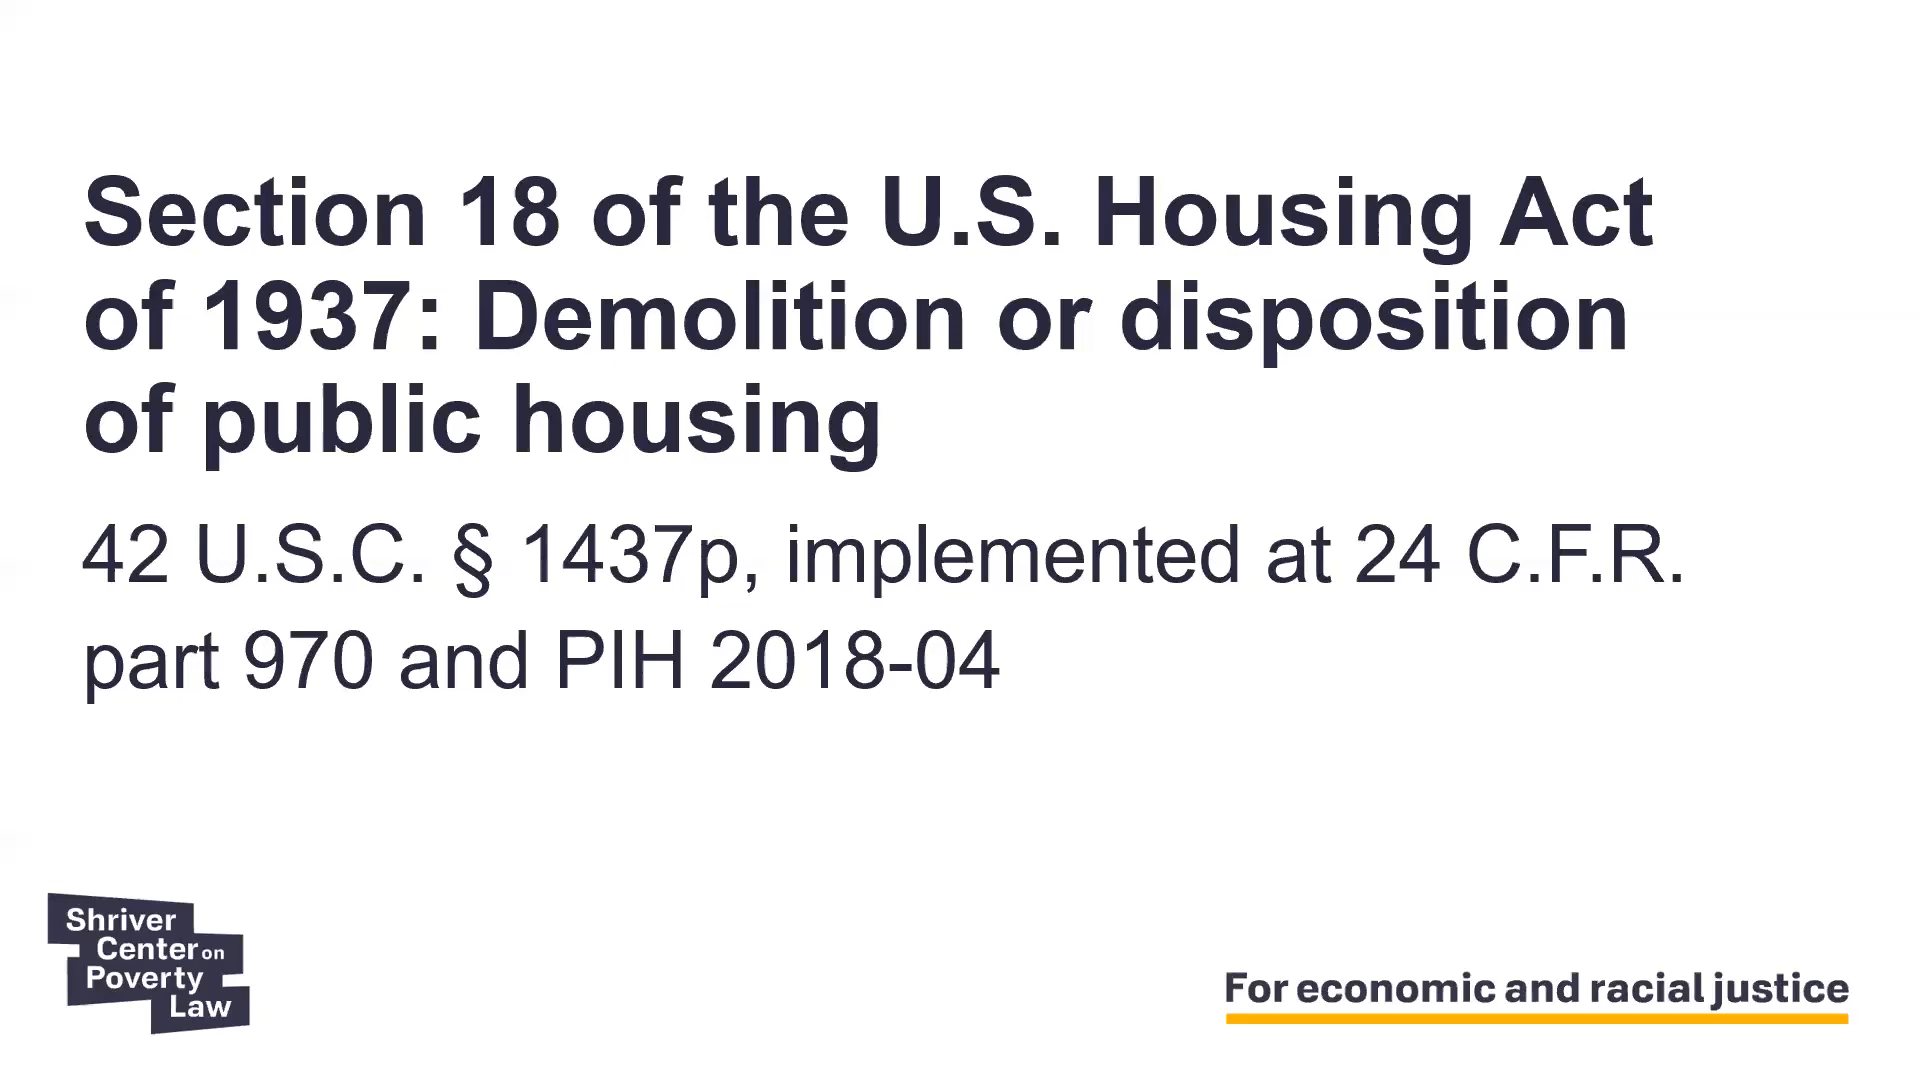 Section 18 of the U.S. Housing Act
of 1937: Demolition or disposition
of public housing
42 U.S.C. § 1437p, implemented at 24 C.F.R.
part 970 and PIH 2018-04
Shriver
Center on
Poverty
Law
For economic and racial justice